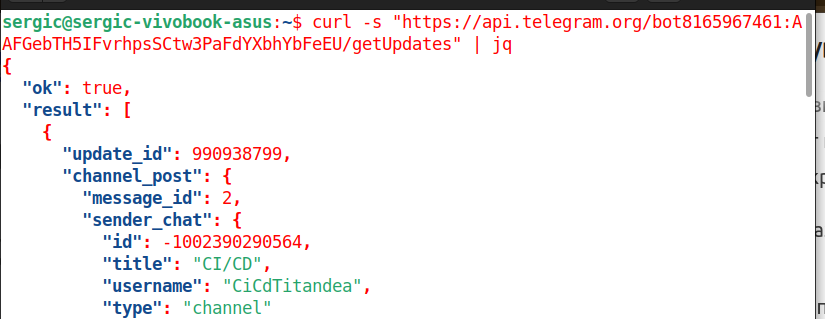 sergic@sergic-vivobook-asus:~$ curl -s "https://api.telegram.org/bot8165967461:A
AFGebTH5IFvrhpsSCtw3PaFdYXbhYbFeEU/getUpdates" | jq
{
  "ok": true,
  "result": [
    {
      "update_id": 990938799,
      "channel_post": {
        "message_id": 2,
        "sender_chat": {
          "id": -1002390290564,
          "title": "CI/CD",
          "username": "CiCdTitandea",
          "type": "channel"